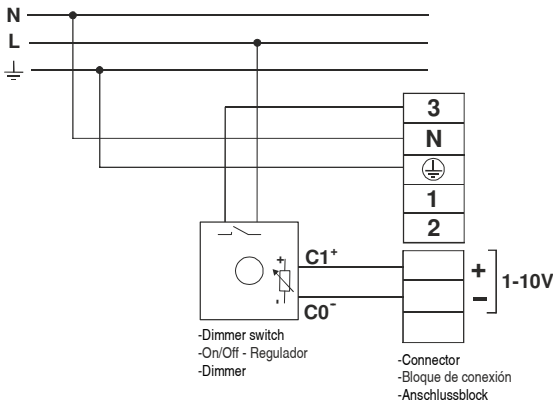 N
L
3
N
1
2
C1+
+
-
C0-
+
−
1-10V
-Dimmer switch
-On/Off - Regulador
-Dimmer
-Connector
-Bloque de conexión
-Anschlussblock